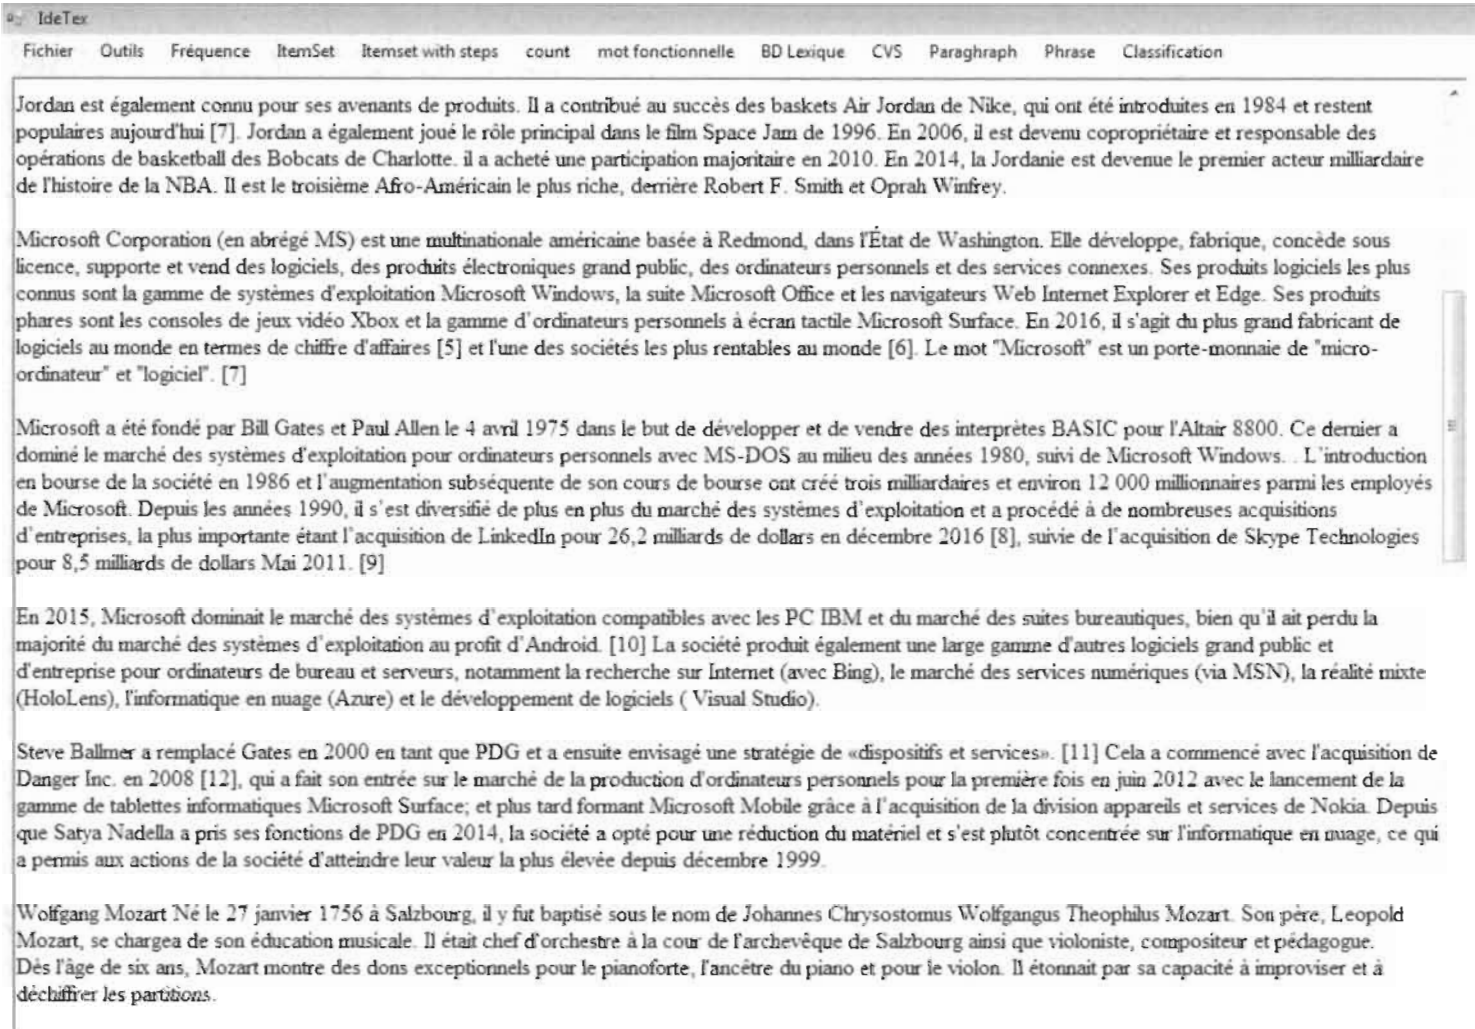 IdeTex
Fichier Outils Fréquence ItemSet Itemset with steps count mot fonctionnelle BD Lexique CVS Paraghraph Phrase Classification
Jordan est également connu pour ses avenants de produits. Il a contribué au succès des baskets Air Jordan de Nike, qui ont été introduites en 1984 et restent
populaires aujourd'hui [7]. Jordan a également joué le rôle principal dans le film Space Jam de 1996. En 2006, il est devenu copropriétaire et responsable des
opérations de basketball des Bobcats de Charlotte. il a acheté une participation majoritaire en 2010. En 2014, la Jordanie est devenue le premier acteur milliardaire
de l'histoire de la NBA. Il est le troisième Afro-Américain le plus riche, derrière Robert F. Smith et Oprah Winfrey.
Microsoft Corporation (en abrégé MS) est une multinationale américaine basée à Redmond, dans l'État de Washington. Elle développe, fabrique, concède sous
licence, supporte et vend des logiciels, des produits électroniques grand public, des ordinateurs personnels et des services connexes. Ses produits logiciels les plus
connus sont la gamme de systèmes d'exploitation Microsoft Windows, la suite Microsoft Office et les navigateurs Web Internet Explorer et Edge. Ses produits
phares sont les consoles de jeux vidéo Xbox et la gamme d'ordinateurs personnels à écran tactile Microsoft Surface. En 2016, il s'agit du plus grand fabricant de
logiciels au monde en termes de chiffre d'affaires [5] et l'une des sociétés les plus rentables au monde [6]. Le mot "Microsoft" est un porte-monnaie de "micro-
ordinateur" et "logiciel". [7]
Microsoft a été fondé par Bill Gates et Paul Allen le 4 avril 1975 dans le but de développer et de vendre des interprètes BASIC pour l'Altair 8800. Ce dernier a
dominé le marché des systèmes d'exploitation pour ordinateurs personnels avec MS-DOS au milieu des années 1980, suivi de Microsoft Windows. . L'introduction
en bourse de la société en 1986 et l'augmentation subséquente de son cours de bourse ont créé trois milliardaires et environ 12 000 millionnaires parmi les employés
de Microsoft. Depuis les années 1990, il s'est diversifié de plus en plus du marché des systèmes d'exploitation et a procédé à de nombreuses acquisitions
d'entreprises, la plus importante étant l'acquisition de LinkedIn pour 26,2 milliards de dollars en décembre 2016 [8], suivie de l'acquisition de Skype Technologies
pour 8,5 milliards de dollars Mai 2011. [9]
En 2015, Microsoft dominait le marché des systèmes d'exploitation compatibles avec les PC IBM et du marché des suites bureautiques, bien qu'il ait perdu la
majorité du marché des systèmes d'exploitation au profit d'Android. [10] La société produit également une large gamme d'autres logiciels grand public et
d'entreprise pour ordinateurs de bureau et serveurs, notamment la recherche sur Internet (avec Bing), le marché des services numériques (via MSN), la réalité mixte
(HoloLens), l'informatique en nuage (Azure) et le développement de logiciels ( Visual Studio).
Steve Ballmer a remplacé Gates en 2000 en tant que PDG et a ensuite envisagé une stratégie de «dispositifs et services». [11] Cela a commencé avec l'acquisition de
Danger Inc. en 2008 [12], qui a fait son entrée sur le marché de la production d'ordinateurs personnels pour la première fois en juin 2012 avec le lancement de la
gamme de tablettes informatiques Microsoft Surface; et plus tard formant Microsoft Mobile grâce à l'acquisition de la division appareils et services de Nokia. Depuis
que Satya Nadella a pris ses fonctions de PDG en 2014, la société a opté pour une réduction du matériel et s'est plutôt concentrée sur l'informatique en nuage, ce qui
a permis aux actions de la société d'atteindre leur valeur la plus élevée depuis décembre 1999.
Wolfgang Mozart Né le 27 janvier 1756 à Salzbourg, il y fut baptisé sous le nom de Johannes Chrysostomus Wolfgangus Theophilus Mozart. Son père, Leopold
Mozart, se chargea de son éducation musicale. Il était chef d'orchestre à la cour de l'archevêque de Salzbourg ainsi que violoniste, compositeur et pédagogue.
Dès l'âge de six ans, Mozart montre des dons exceptionnels pour le pianoforte, l'ancêtre du piano et pour le violon. Il étonnait par sa capacité à improviser et à
déchiffrer les partitions.